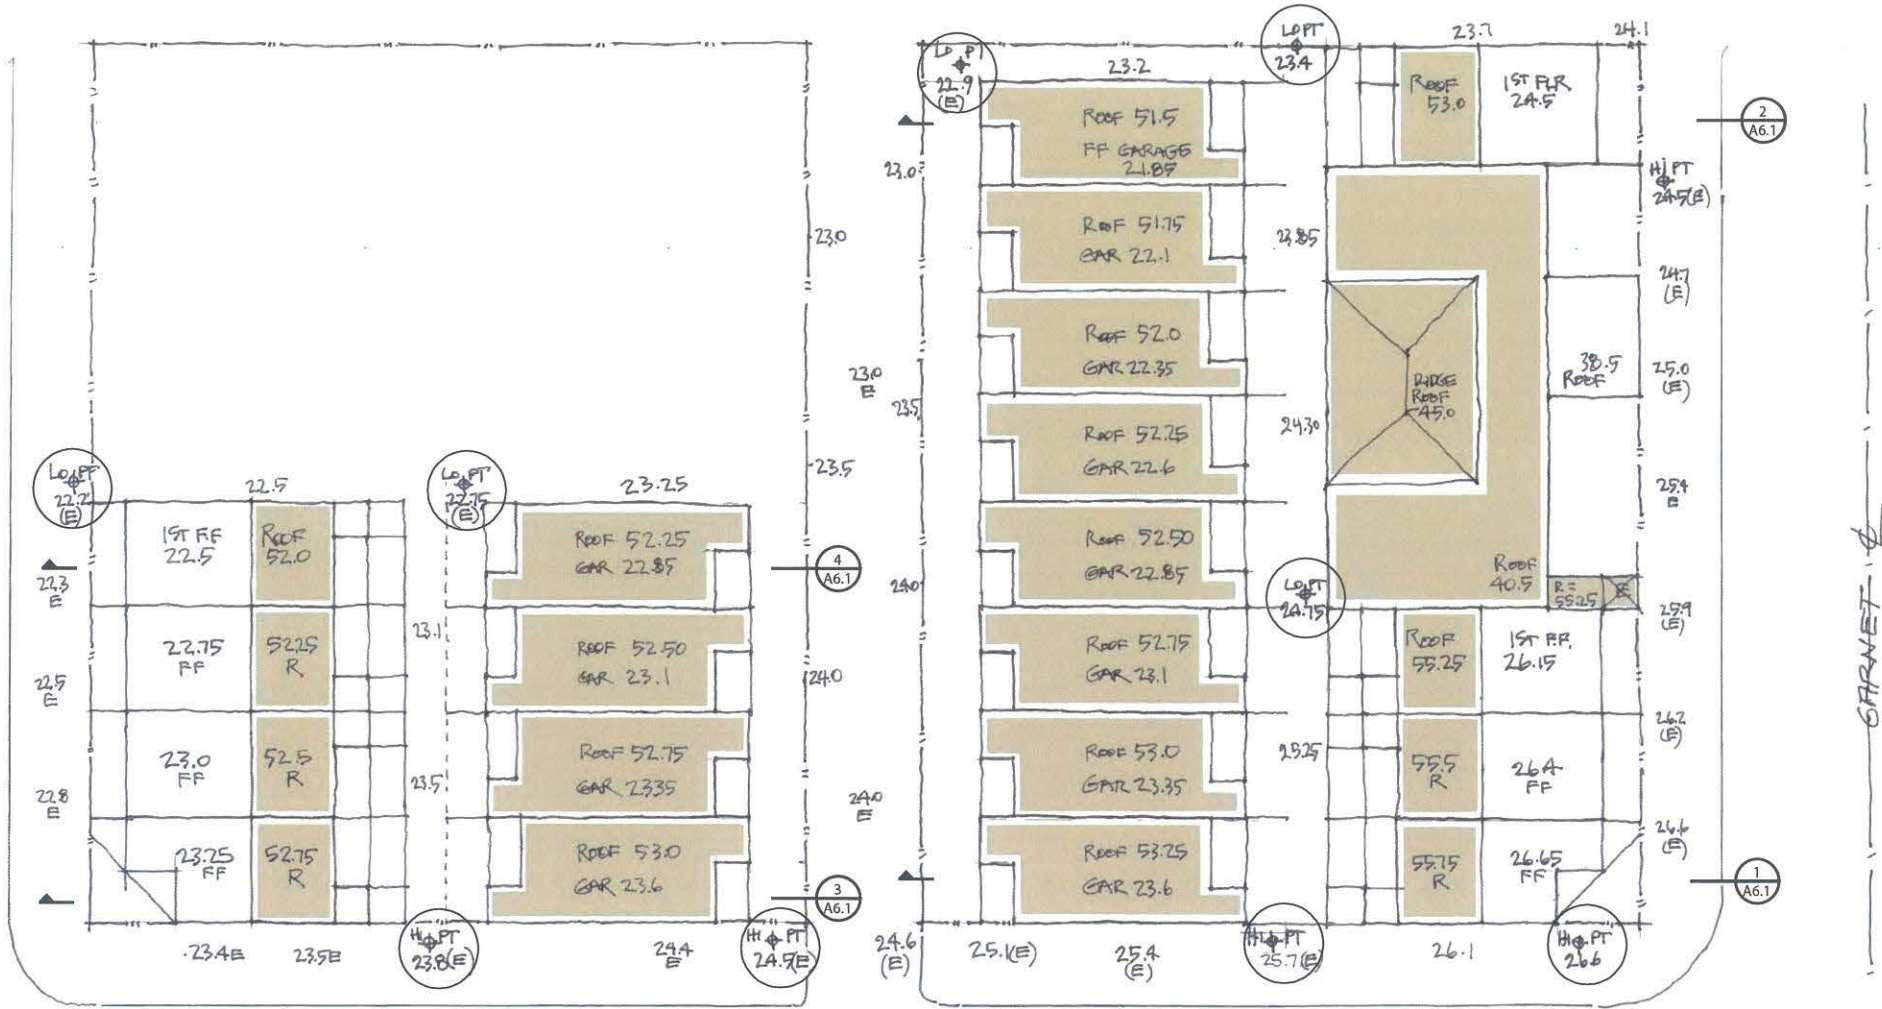 LO PT
22.2
(E)
22.5
1ST FF
22.5
ROOF
52.0
22.3
E
22.75
FF
52.25
R
22.5
E
23.0
FF
52.5
R
22.8
E
23.25
FF
52.75
R
23.4E
23.5E
23.1
23.5
LO PT
22.75
(E)
23.25
ROOF 52.25
GAR 22.85
ROOF 52.50
GAR 23.1
ROOF 52.75
GAR 23.35
ROOF 53.0
GAR 23.6
HI PT
23.8(E)
24.4
E
HI PT
24.5(E)
23.0
23.5
24.0
4
A6.1
3
A6.1
23.0
E
24.0
E
LO PT
22.9
(E)
23.2
23.0
23.5
24.0
24.6
(E)
ROOF 51.5
FF GARAGE
21.85
ROOF 51.75
GAR 22.1
ROOF 52.0
GAR 22.35
ROOF 52.25
GAR 22.6
ROOF 52.50
GAR 22.85
ROOF 52.75
GAR 23.1
ROOF 53.0
GAR 23.35
ROOF 53.25
GAR 23.6
25.1(E)
25.4
(E)
HI PT
25.7(E)
LO PT
23.4
23.85
24.30
LO PT
24.75
25.25
23.7
24.1
ROOF
53.0
1ST FLR
24.5
RIDGE
ROOF
45.0
38.5
ROOF
ROOF
40.5
R=
55.25
E
ROOF
55.25
1ST F.F.
26.15
55.5
R
26.4
FF
55.75
R
26.65
FF
26.1
HI PT
26.6
HI PT
24.5(E)
24.7
(E)
25.0
(E)
25.4
E
25.9
(E)
26.2
(E)
26.6
(E)
2
A6.1
1
A6.1
GARNET